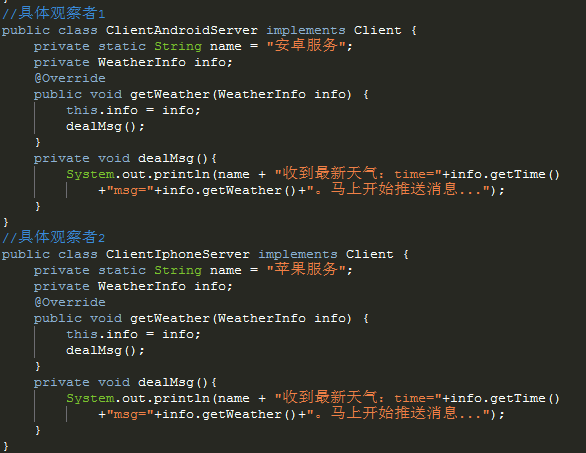 }
//具体观察者1
public class ClientAndroidServer implements Client {
    private static String name = "安卓服务";
    private WeatherInfo info;
    @Override
    public void getWeather(WeatherInfo info) {
        this.info = info;
        dealMsg();
    }
    private void dealMsg(){
        System.out.println(name + "收到最新天气：time="+info.getTime()
            +"msg="+info.getWeather()+"。马上开始推送消息...");
    }
}
//具体观察者2
public class ClientIphoneServer implements Client {
    private static String name = "苹果服务";
    private WeatherInfo info;
    @Override
    public void getWeather(WeatherInfo info) {
        this.info = info;
        dealMsg();
    }
    private void dealMsg(){
        System.out.println(name + "收到最新天气：time="+info.getTime()
            +"msg="+info.getWeather()+"。马上开始推送消息...");
    }
}